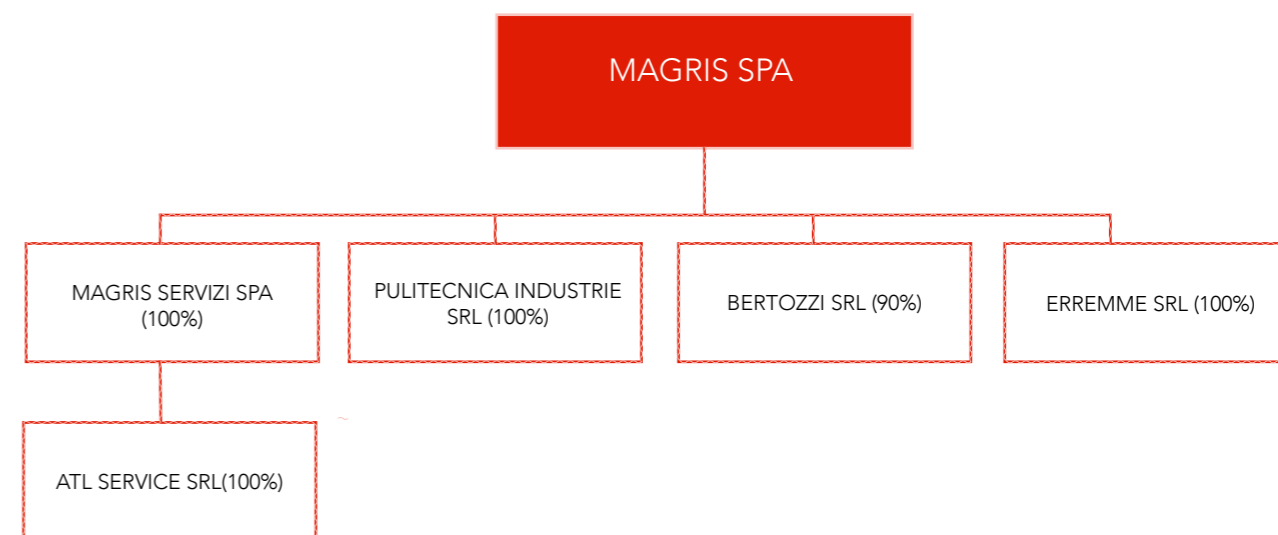 MAGRIS SPA
MAGRIS SERVIZI SPA
(100%)
PULITECNICA INDUSTRIE
SRL (100%)
BERTOZZI SRL (90%)
ERREMME SRL (100%)
ATL SERVICE SRL(100%)